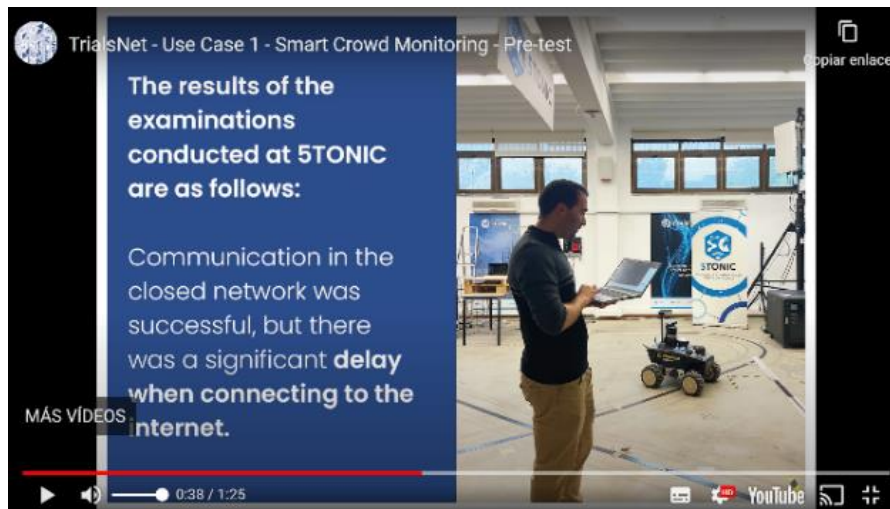 TrialsNet - Use Case 1 - Smart Crowd Monitoring - Pre-test
Copiar enlace
The results of the
examinations
conducted at 5TONIC
are as follows:
Communication in the
closed network was
successful, but there
was a significant delay
when connecting to the
internet.
MÁS VÍDEOS
5TONIC
0:38 / 1:25
HD
YouTube